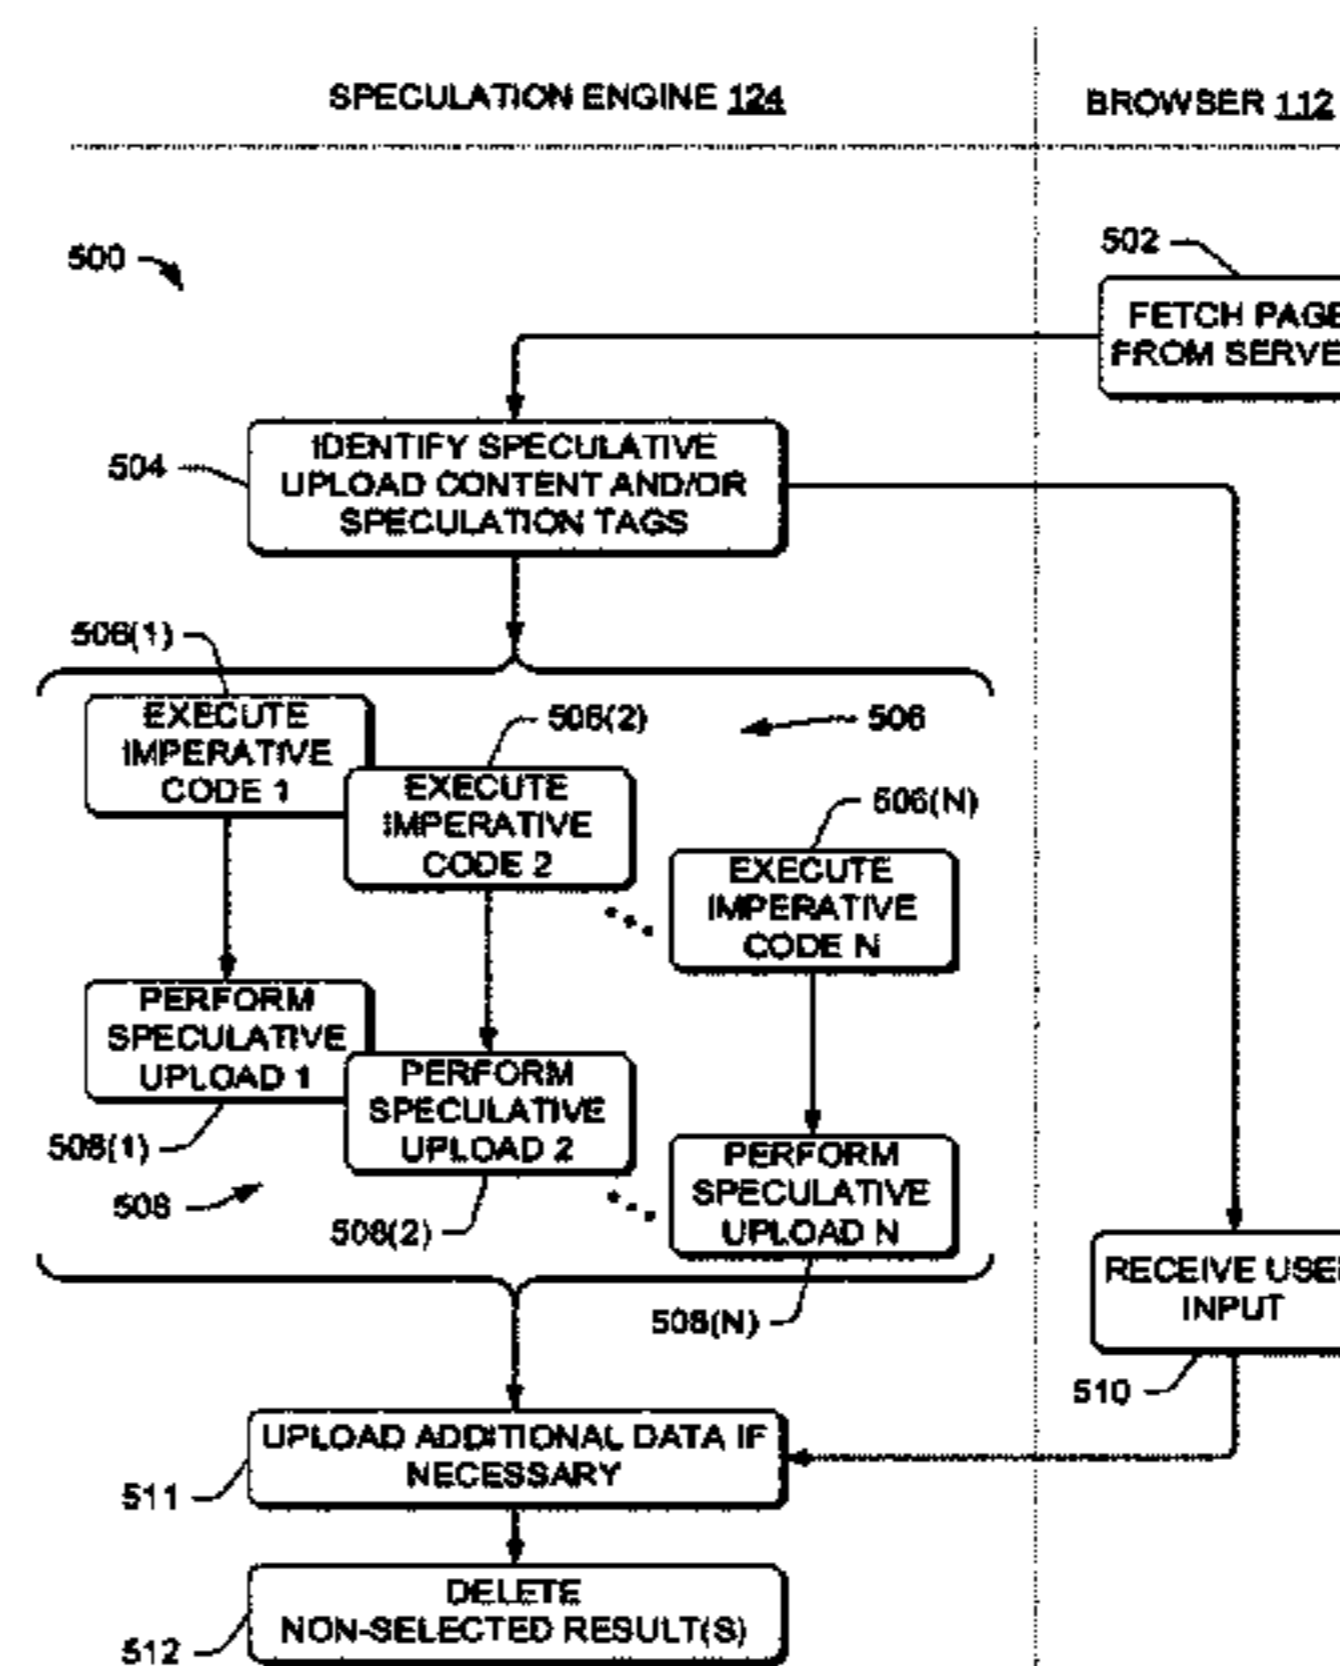 SPECULATION ENGINE 124
BROWSER 112
500
502
FETCH PAGE
FROM SERVE
504
IDENTIFY SPECULATIVE
UPLOAD CONTENT AND/OR
SPECULATION TAGS
506(1)
EXECUTE
IMPERATIVE
CODE 1
506(2)
506
EXECUTE
IMPERATIVE
CODE 2
506(N)
EXECUTE
IMPERATIVE
CODE N
PERFORM
SPECULATIVE
UPLOAD 1
508(1)
508
PERFORM
SPECULATIVE
UPLOAD 2
508(2)
PERFORM
SPECULATIVE
UPLOAD N
508(N)
RECEIVE USE
INPUT
510
UPLOAD ADDITIONAL DATA IF
NECESSARY
511
DELETE
NON-SELECTED RESULT(S)
512